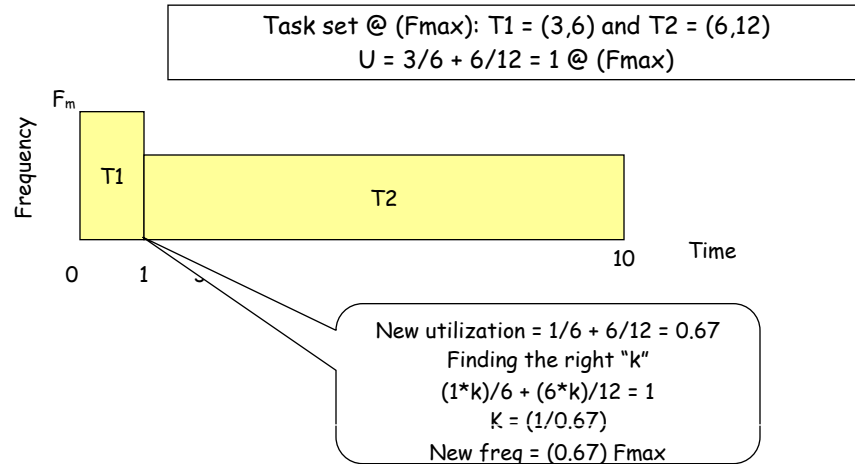 Task set @ (Fmax): T1 = (3,6) and T2 = (6,12)
U = 3/6 + 6/12 = 1 @ (Fmax)
Fm
Frequency
T1
T2
0
1
10
Time
New utilization = 1/6 + 6/12 = 0.67
Finding the right “k”
(1*k)/6 + (6*k)/12 = 1
K = (1/0.67)
New freq = (0.67) Fmax